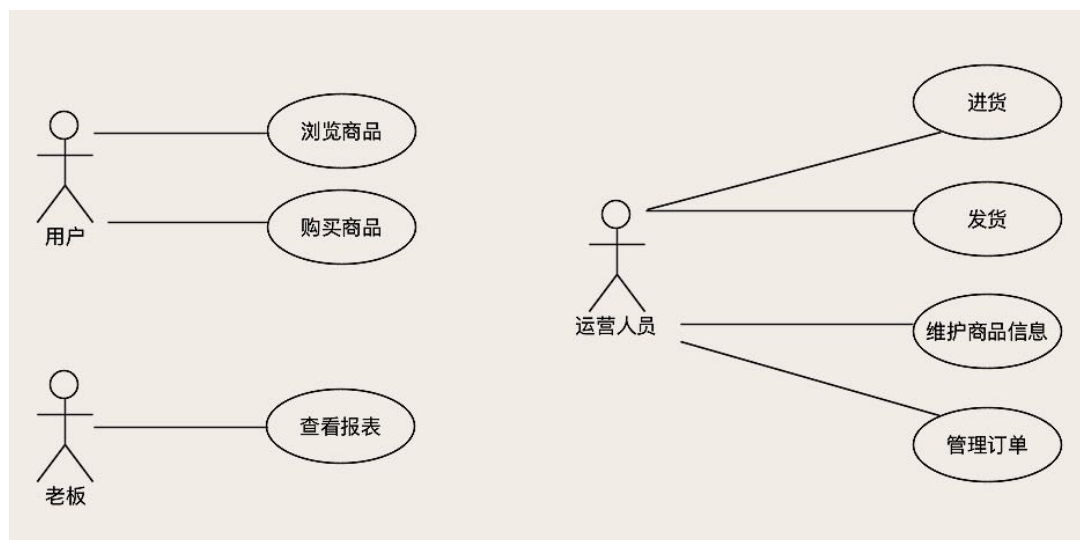 浏览商品
购买商品
用户
查看报表
老板
进货
发货
运营人员
维护商品信息
管理订单